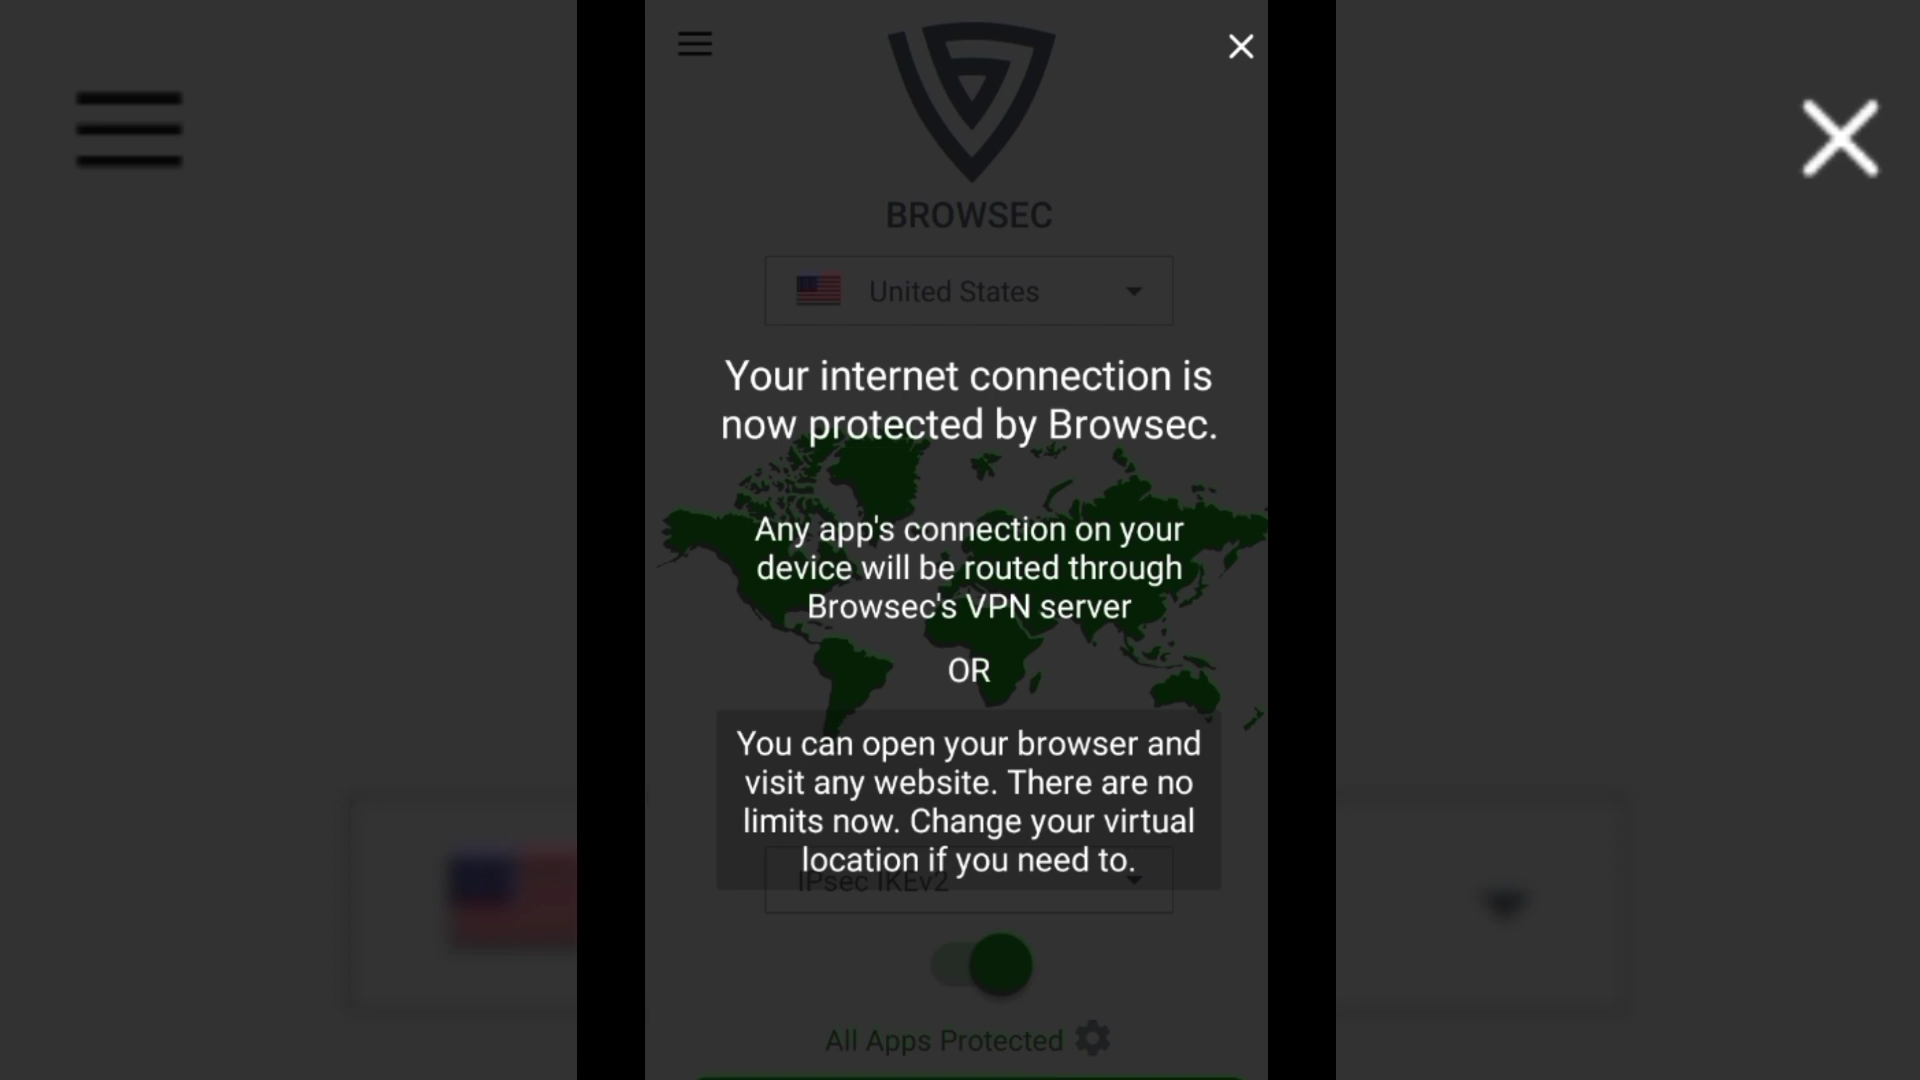 BROWSEC
United States
Your internet connection is
now protected by Browsec.
Any app's connection on your
device will be routed through
Browsec's VPN server
OR
You can open your browser and
visit any website. There are no
limits now. Change your virtual
location if you need to.
IPsec IKEv2
All Apps Protected